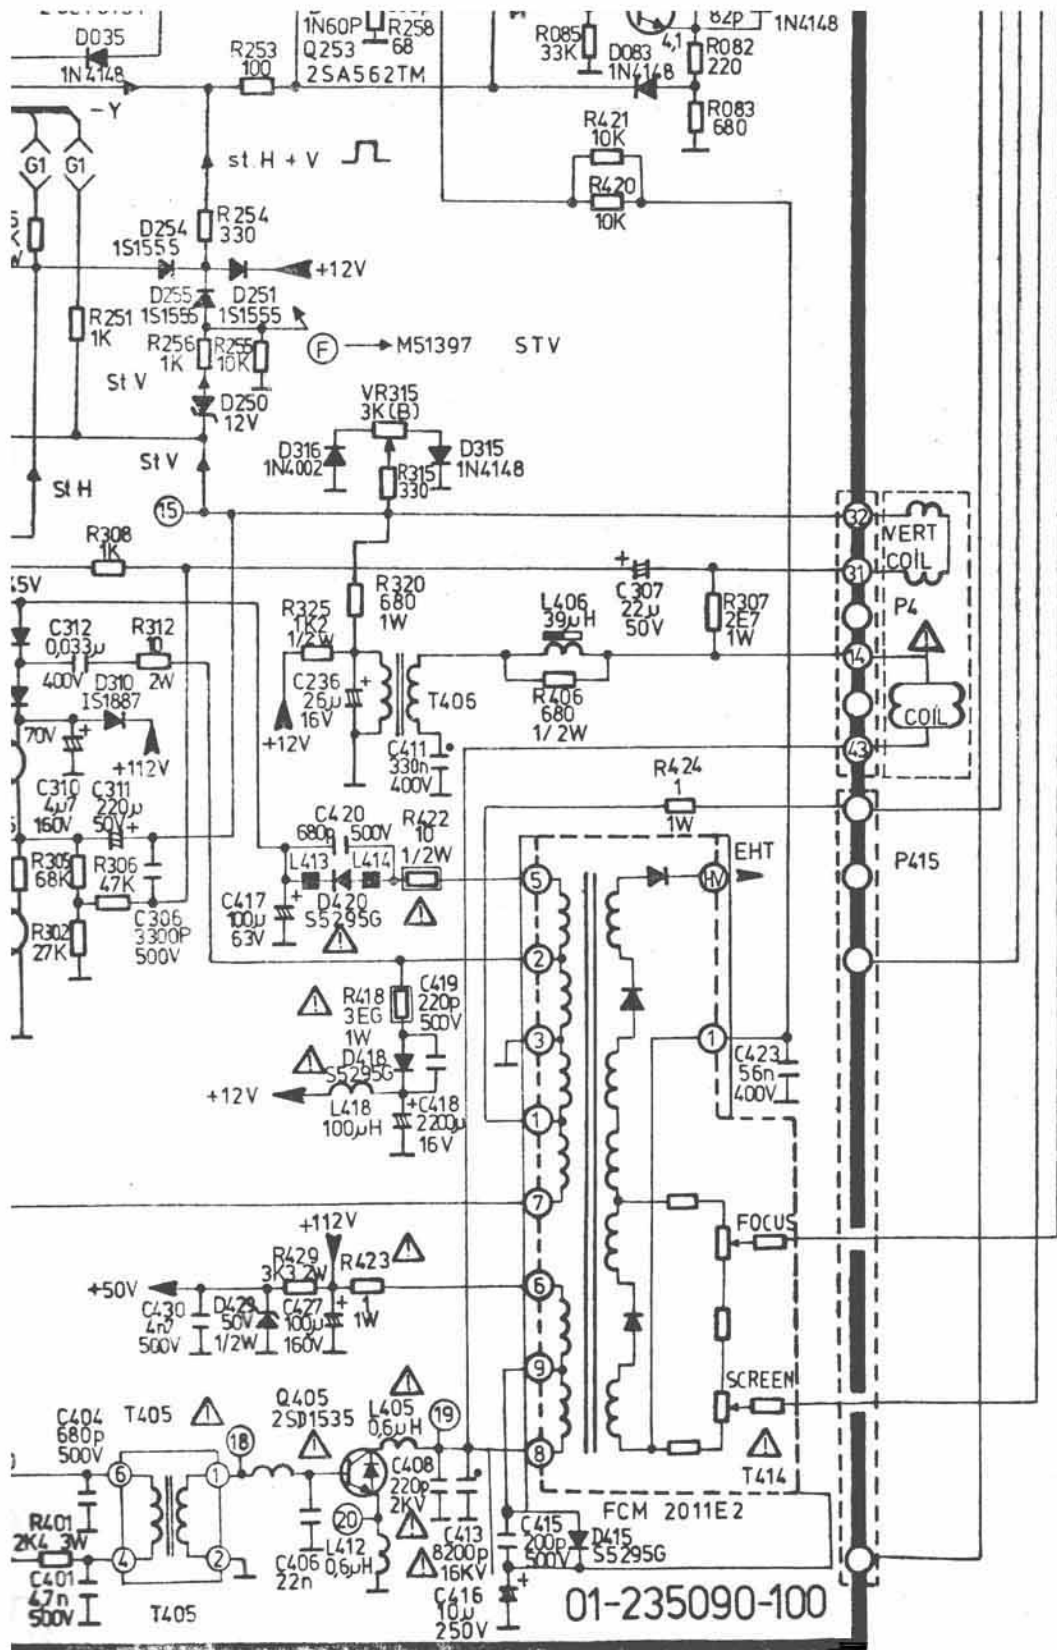 D035
1N4148
1N60P
R258
68
Q253
2SA562TM
R253
100
R085
33K
4,1
82p
1N4148
D083
1N4148
R082
220
R083
680
-Y
G1
G1
st. H + V
R421
10K
R420
10K
R254
330
D254
1S1555
+12V
D255
1S1555
D251
1S1555
R251
1K
R256
1K
R255
10K
F
M51397
STV
St V
D250
12V
VR315
3K(B)
D316
1N4002
D315
1N4148
R315
330
St V
St H
15
32
VERT
COIL
31
R308
1K
C307
22µ
50V
R307
2E7
1W
P4
45V
C312
0,033µ
400V
R312
10
2W
R325
1K2
1/2W
R320
680
1W
L406
39µH
14
D310
IS1887
C236
26µ
16V
T406
R406
680
1/2W
COIL
70V
+112V
+12V
C411
330n
400V
43
C310
4µ7
160V
C311
220µ
50V
R424
1
1W
C420
680p
500V
R422
10
1/2W
EHT
P415
R305
68K
R306
47K
L413
L414
5
HV
R302
27K
C306
3300P
500V
C417
100µ
63V
D420
S5295G
2
R418
3EG
1W
C419
220p
500V
3
1
C423
56n
400V
D418
S5295G
+12V
L418
100µH
C418
2200µ
16V
1
7
+112V
FOCUS
R429
3K3 2W
R423
1
1W
+50V
6
C430
4n7
500V
D429
50V
1/2W
C427
100µ
160V
9
SCREEN
C404
680p
500V
T405
Q405
2SD1535
L405
0,6µH
19
18
8
T414
6
1
C408
220p
2KV
FCM 2011E2
20
R401
2K4 3W
4
2
C406
22n
L412
0,6µH
C413
8200p
16KV
C415
200p
500V
D415
S5295G
C401
4,7n
500V
T405
C416
10µ
250V
01-235090-100